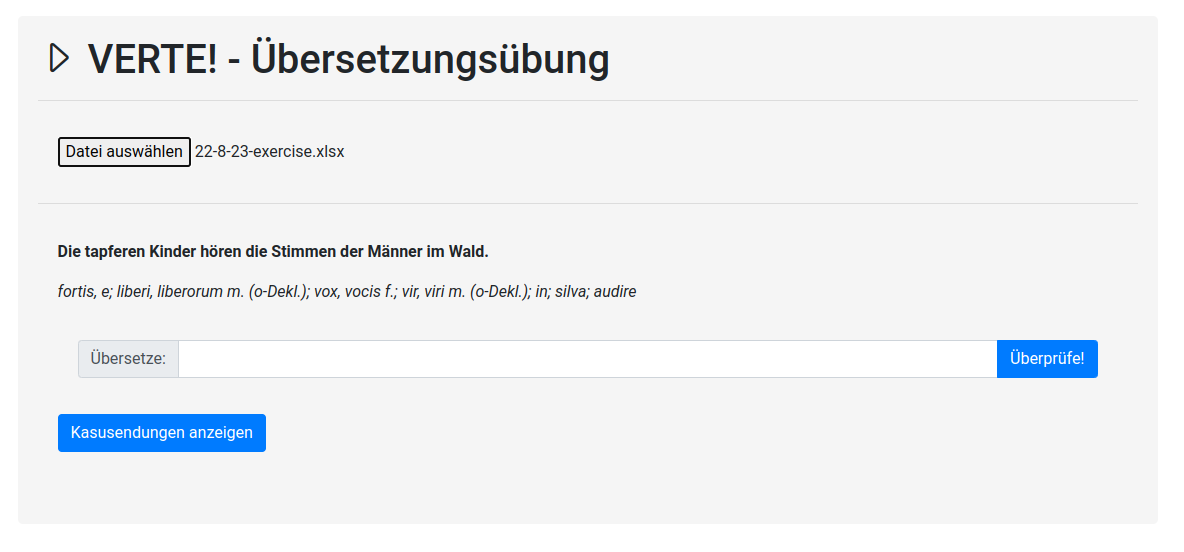 VERTE! - Übersetzungsübung
Datei auswählen 22-8-23-exercise.xlsx
Die tapferen Kinder hören die Stimmen der Männer im Wald.
fortis, e; liberi, liberorum m. (o-Dekl.); vox, vocis f.; vir, viri m. (o-Dekl.); in; silva; audire
Übersetze: Überprüfe!
Kasusendungen anzeigen